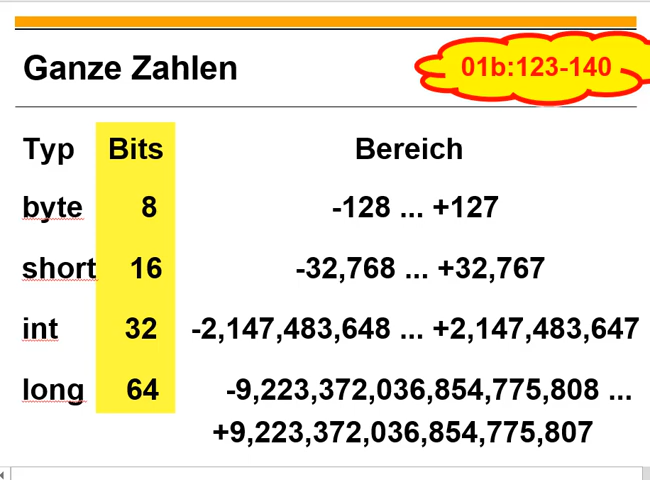 Ganze Zahlen
01b:123-140
Typ Bits Bereich
byte 8 -128 ... +127
short 16 -32,768 ... +32,767
int 32 -2,147,483,648 ... +2,147,483,647
long 64 -9,223,372,036,854,775,808 ...
+9,223,372,036,854,775,807